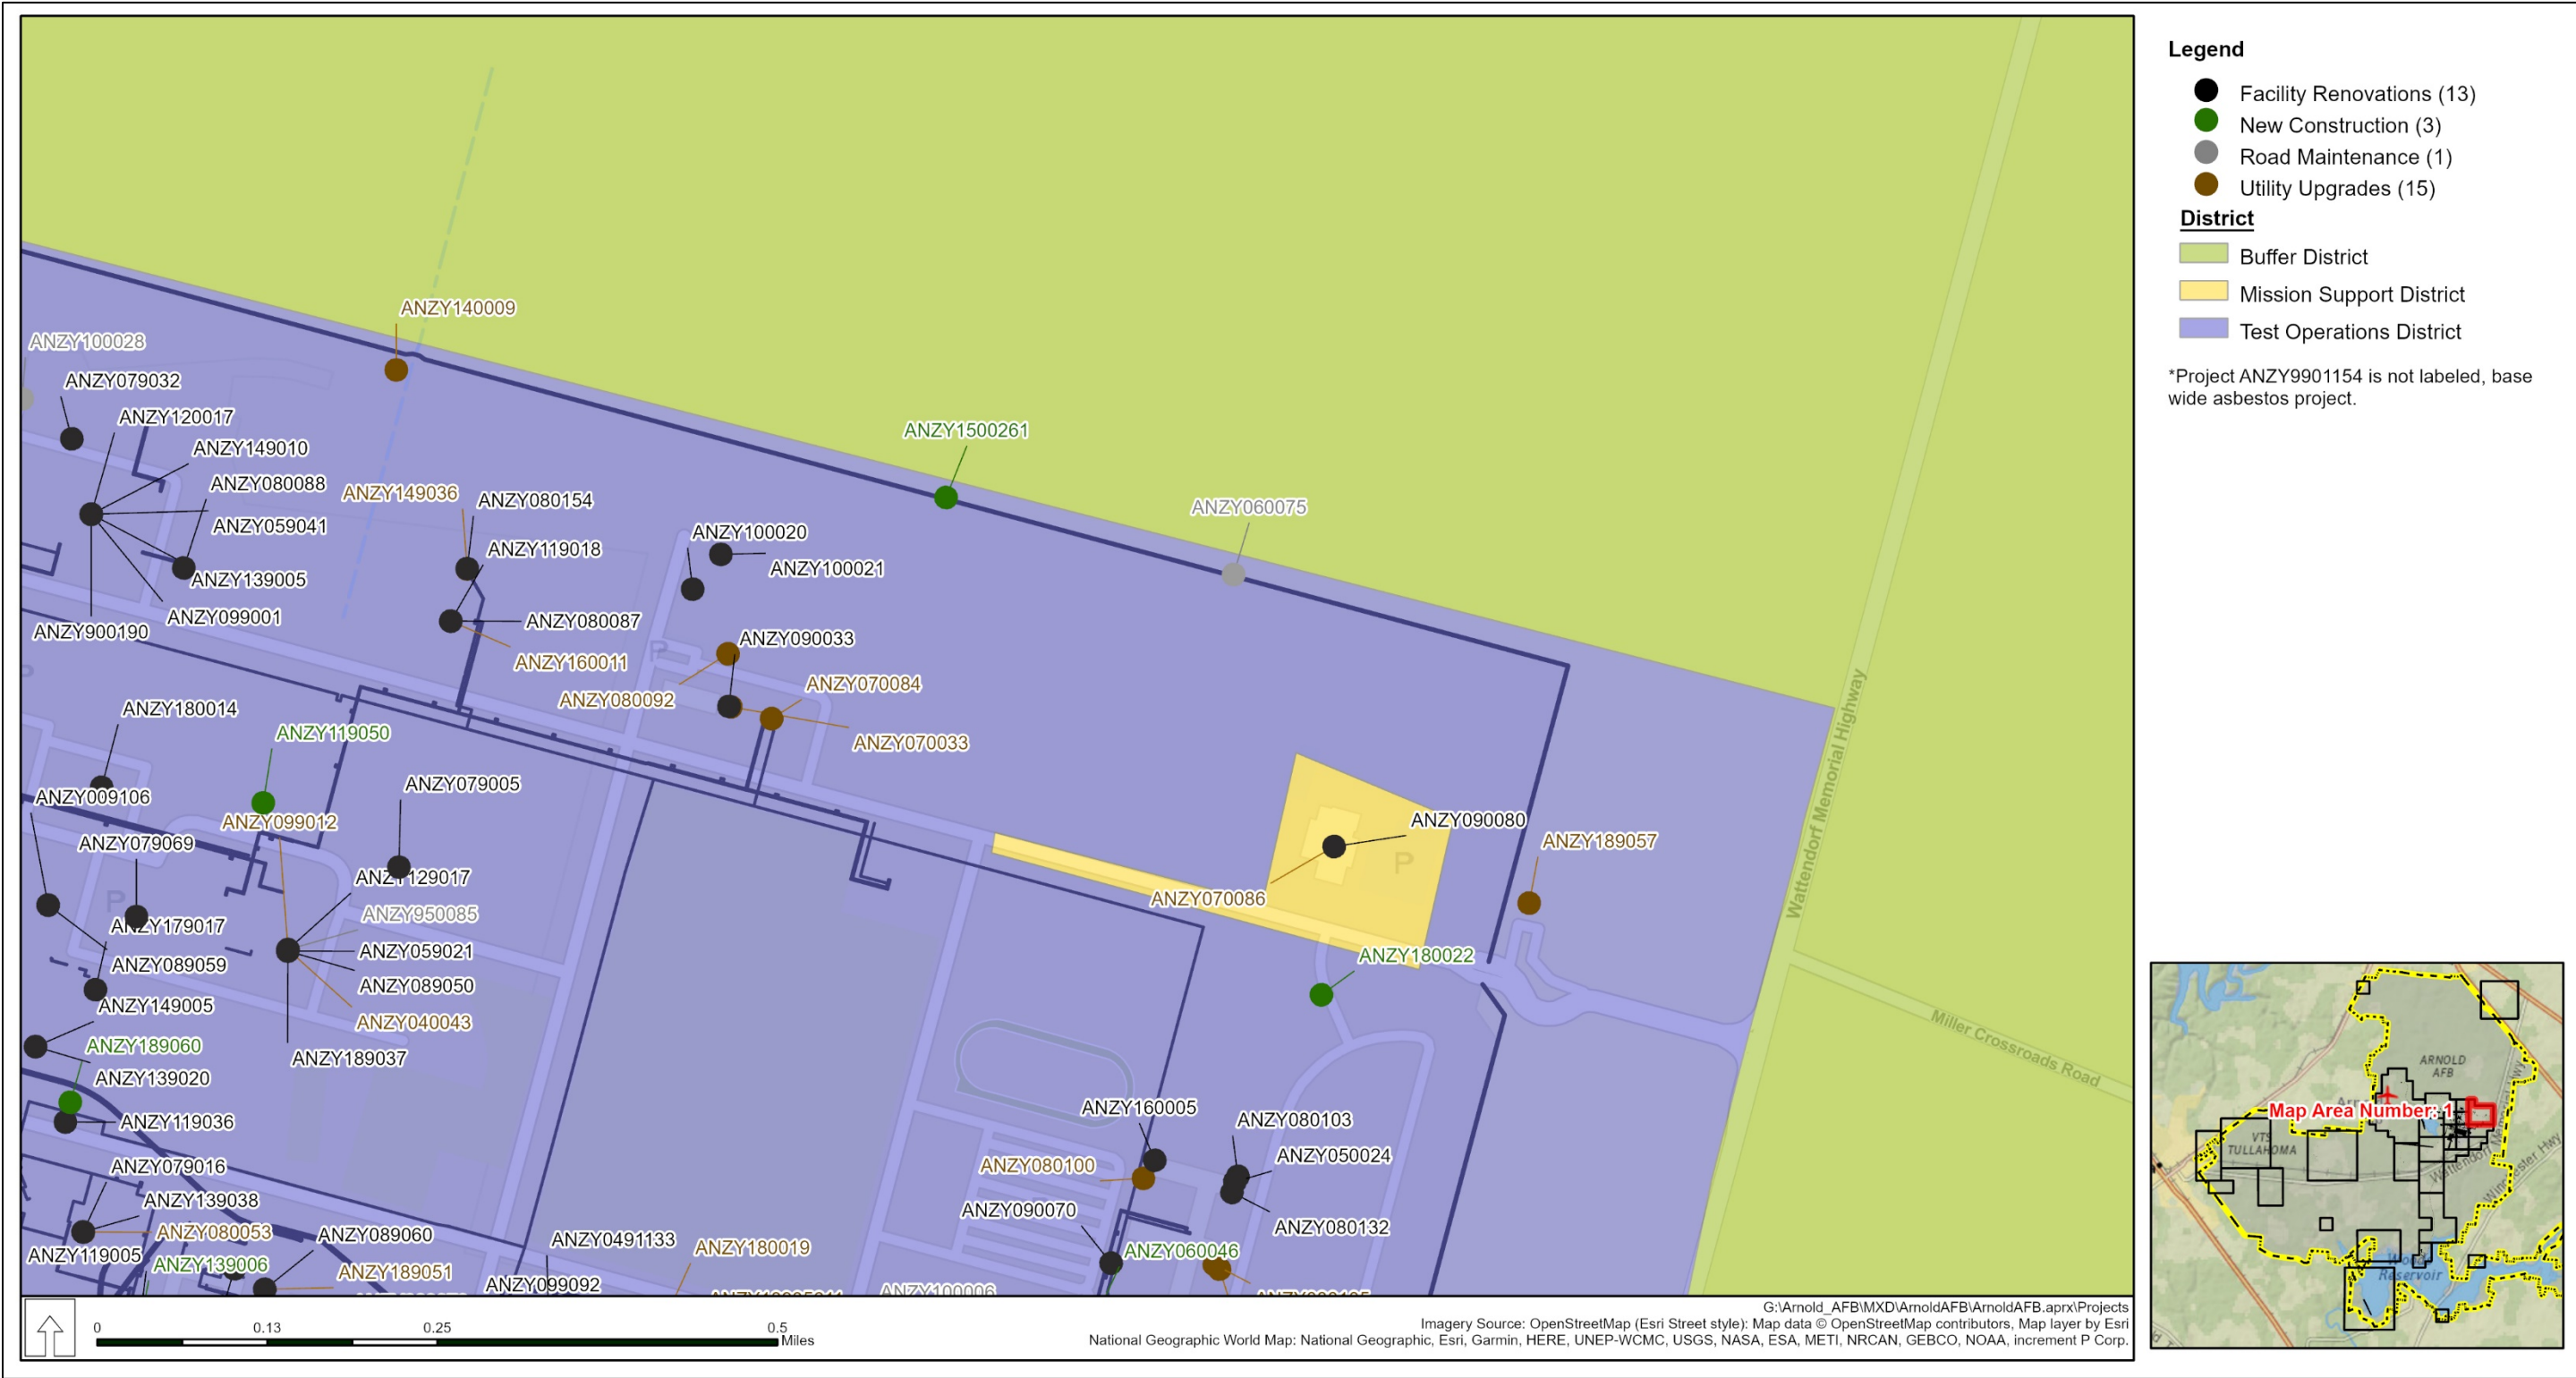 Legend
Facility Renovations (13)
New Construction (3)
Road Maintenance (1)
Utility Upgrades (15)
District
Buffer District
Mission Support District
Test Operations District
*Project ANZY9901154 is not labeled, base
wide asbestos project.
ANZY140009
ANZY100028
ANZY079032
ANZY120017
ANZY149010
ANZY080088
ANZY059041
ANZY139005
ANZY099001
ANZY900190
ANZY149036
ANZY080154
ANZY119018
ANZY080087
ANZY160011
ANZY1500261
ANZY060075
ANZY100020
ANZY100021
ANZY090033
ANZY080092
ANZY070084
ANZY070033
P
P
ANZY180014
ANZY119050
ANZY009106
ANZY099012
ANZY079005
ANZY079069
P
ANZY129017
ANZY950085
ANZY179017
ANZY059021
ANZY089059
ANZY089050
ANZY149005
ANZY040043
ANZY189060
ANZY189037
ANZY139020
ANZY119036
ANZY079016
ANZY139038
ANZY080053
ANZY119005
ANZY139006
ANZY089060
ANZY189051
ANZY0491133
ANZY099092
ANZY180019
ANZY100006
ANZY090080
P
ANZY070086
ANZY189057
ANZY180022
Wattendorf Memorial Highway
Miller Crossroads Road
ANZY160005
ANZY080103
ANZY080100
ANZY050024
ANZY090070
ANZY080132
ANZY060046
0 0.13 0.25 0.5
Miles
G:\Arnold_AFB\MXD\ArnoldAFB\ArnoldAFB.aprx\Projects
Imagery Source: OpenStreetMap (Esri Street style): Map data © OpenStreetMap contributors, Map layer by Esri
National Geographic World Map: National Geographic, Esri, Garmin, HERE, UNEP-WCMC, USGS, NASA, ESA, METI, NRCAN, GEBCO, NOAA, increment P Corp.
ARNOLD
AFB
Map Area Number: 1
VTS
TULLAHOMA
Woods
Reservoir